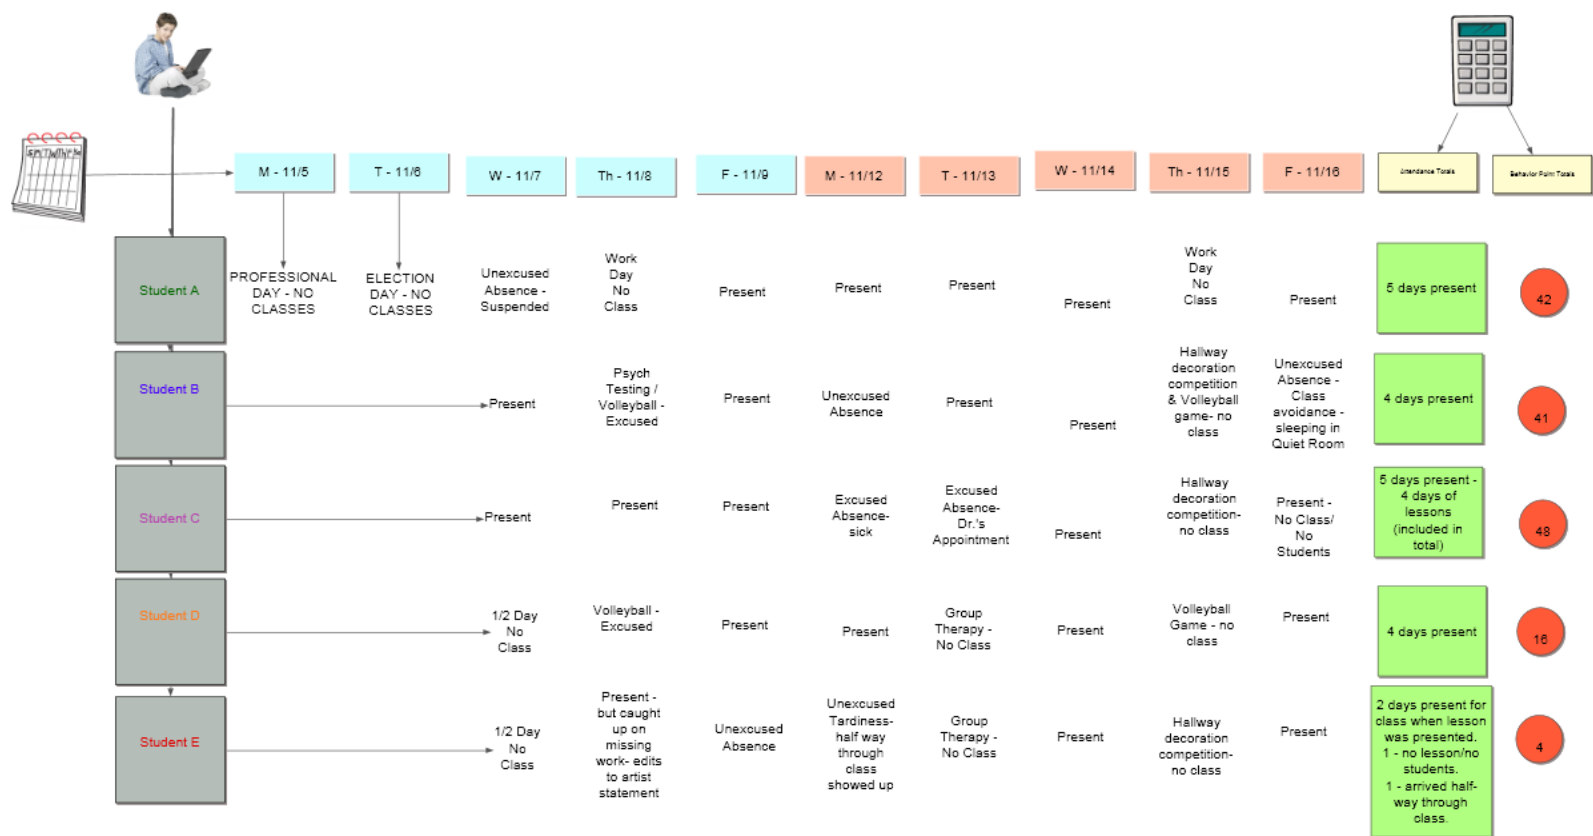 M - 11/5
T - 11/6
W - 11/7
Th - 11/8
F - 11/9
M - 11/12
T - 11/13
W - 11/14
Th - 11/15
F - 11/16
Attendance Totals
Behavior Point Totals
Student A
PROFESSIONAL
DAY - NO
CLASSES
ELECTION
DAY - NO
CLASSES
Unexcused
Absence -
Suspended
Work
Day
No
Class
Present
Present
Present
Present
Work
Day
No
Class
Present
5 days present
42
Student B
Present
Psych
Testing /
Volleyball -
Excused
Present
Unexcused
Absence
Present
Present
Hallway
decoration
competition
& Volleyball
game- no
class
Unexcused
Absence -
Class
avoidance -
sleeping in
Quiet Room
4 days present
41
Student C
Present
Present
Present
Excused
Absence-
sick
Excused
Absence-
Dr.'s
Appointment
Present
Hallway
decoration
competition-
no class
Present -
No Class/
No
Students
5 days present -
4 days of
lessons
(included in
total)
48
Student D
1/2 Day
No
Class
Volleyball -
Excused
Present
Present
Group
Therapy -
No Class
Present
Volleyball
Game - no
class
Present
4 days present
16
Student E
1/2 Day
No
Class
Present -
but caught
up on
missing
work- edits
to artist
statement
Unexcused
Absence
Unexcused
Tardiness-
half way
through
class
showed up
Group
Therapy -
No Class
Present
Hallway
decoration
competition-
no class
Present
2 days present for
class when lesson
was presented.
1 - no lesson/no
students.
1 - arrived half-
way through
class.
4